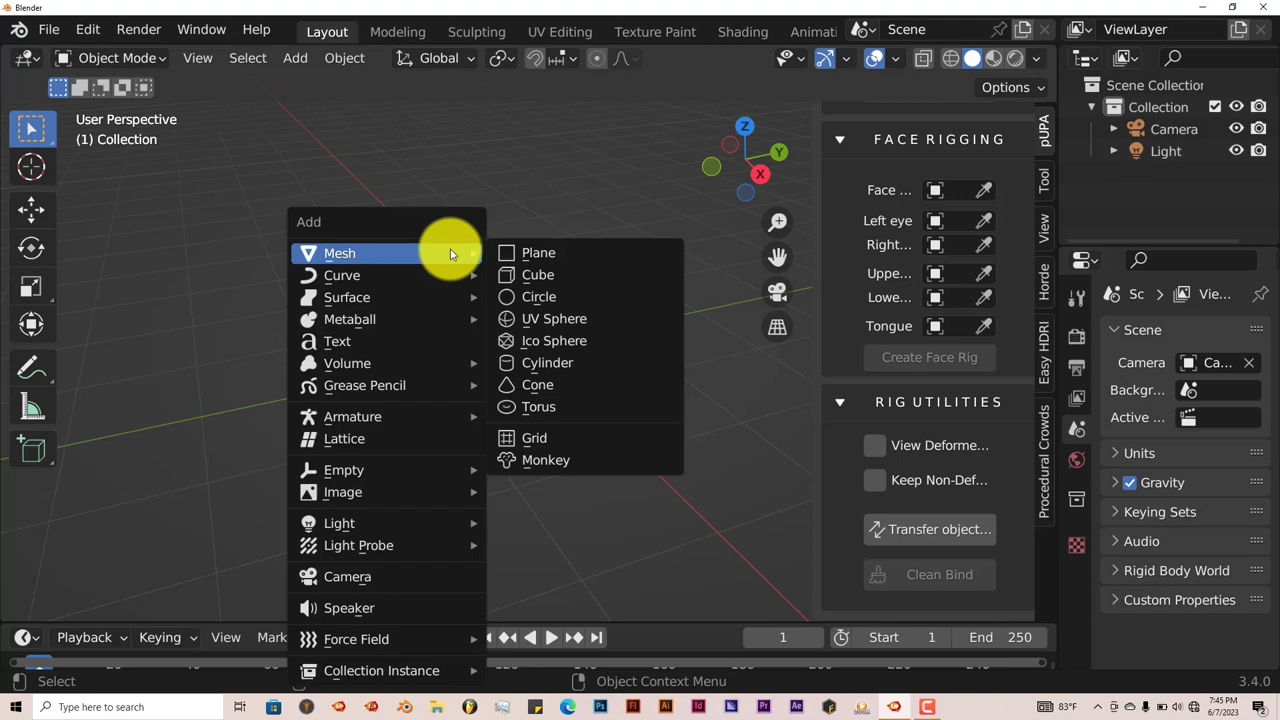 Blender
File Edit Render Window Help Layout Modeling Sculpting UV Editing Texture Paint Shading Animation Scene ViewLayer
Object Mode View Select Add Object Global
Options
User Perspective
(1) Collection
Z
Y
X
Add
Mesh
Curve
Surface
Metaball
Text
Volume
Grease Pencil
Armature
Lattice
Empty
Image
Light
Light Probe
Camera
Speaker
Force Field
Collection Instance
Plane
Cube
Circle
UV Sphere
Ico Sphere
Cylinder
Cone
Torus
Grid
Monkey
FACE RIGGING
Face ...
Left eye
Right...
Uppe...
Lowe...
Tongue
Create Face Rig
RIG UTILITIES
View Deforme...
Keep Non-Def...
Transfer object...
Clean Bind
pUPA
Tool
View
Horde
Easy HDRI
Procedural Crowds
Scene Collection
Collection
Camera
Light
Sc View...
Scene
Camera Ca...
Backgr...
Active ...
Units
Gravity
Keying Sets
Audio
Rigid Body World
Custom Properties
Playback Keying View Mark 1 Start 1 End 250
Select Object Context Menu 3.4.0
Type here to search 83°F 7:45 PM
6/7/2023